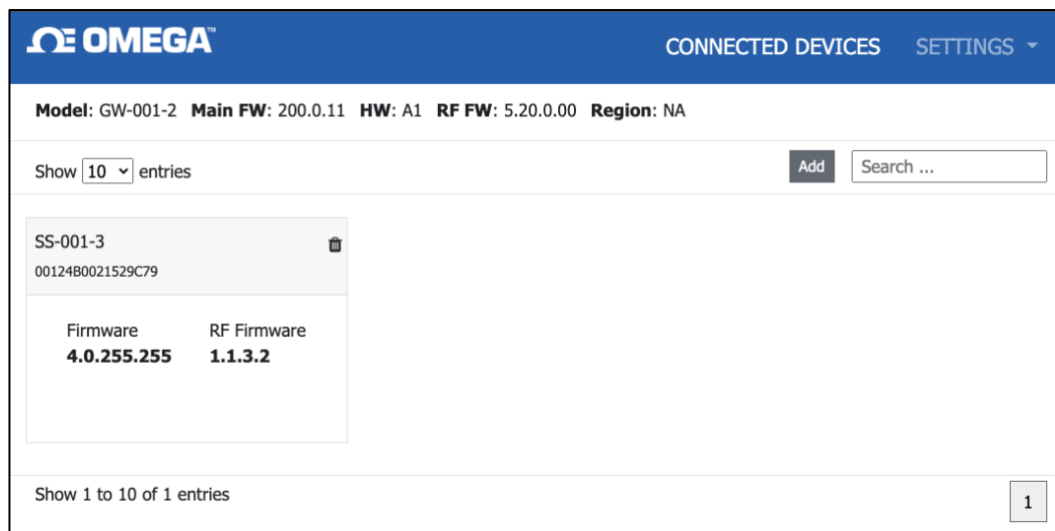 OMEGA™
CONNECTED DEVICES SETTINGS
Model: GW-001-2 Main FW: 200.0.11 HW: A1 RF FW: 5.20.0.00 Region: NA
Show 10 entries
Add Search ...
SS-001-3
00124B0021529C79
Firmware RF Firmware
4.0.255.255 1.1.3.2
Show 1 to 10 of 1 entries
1